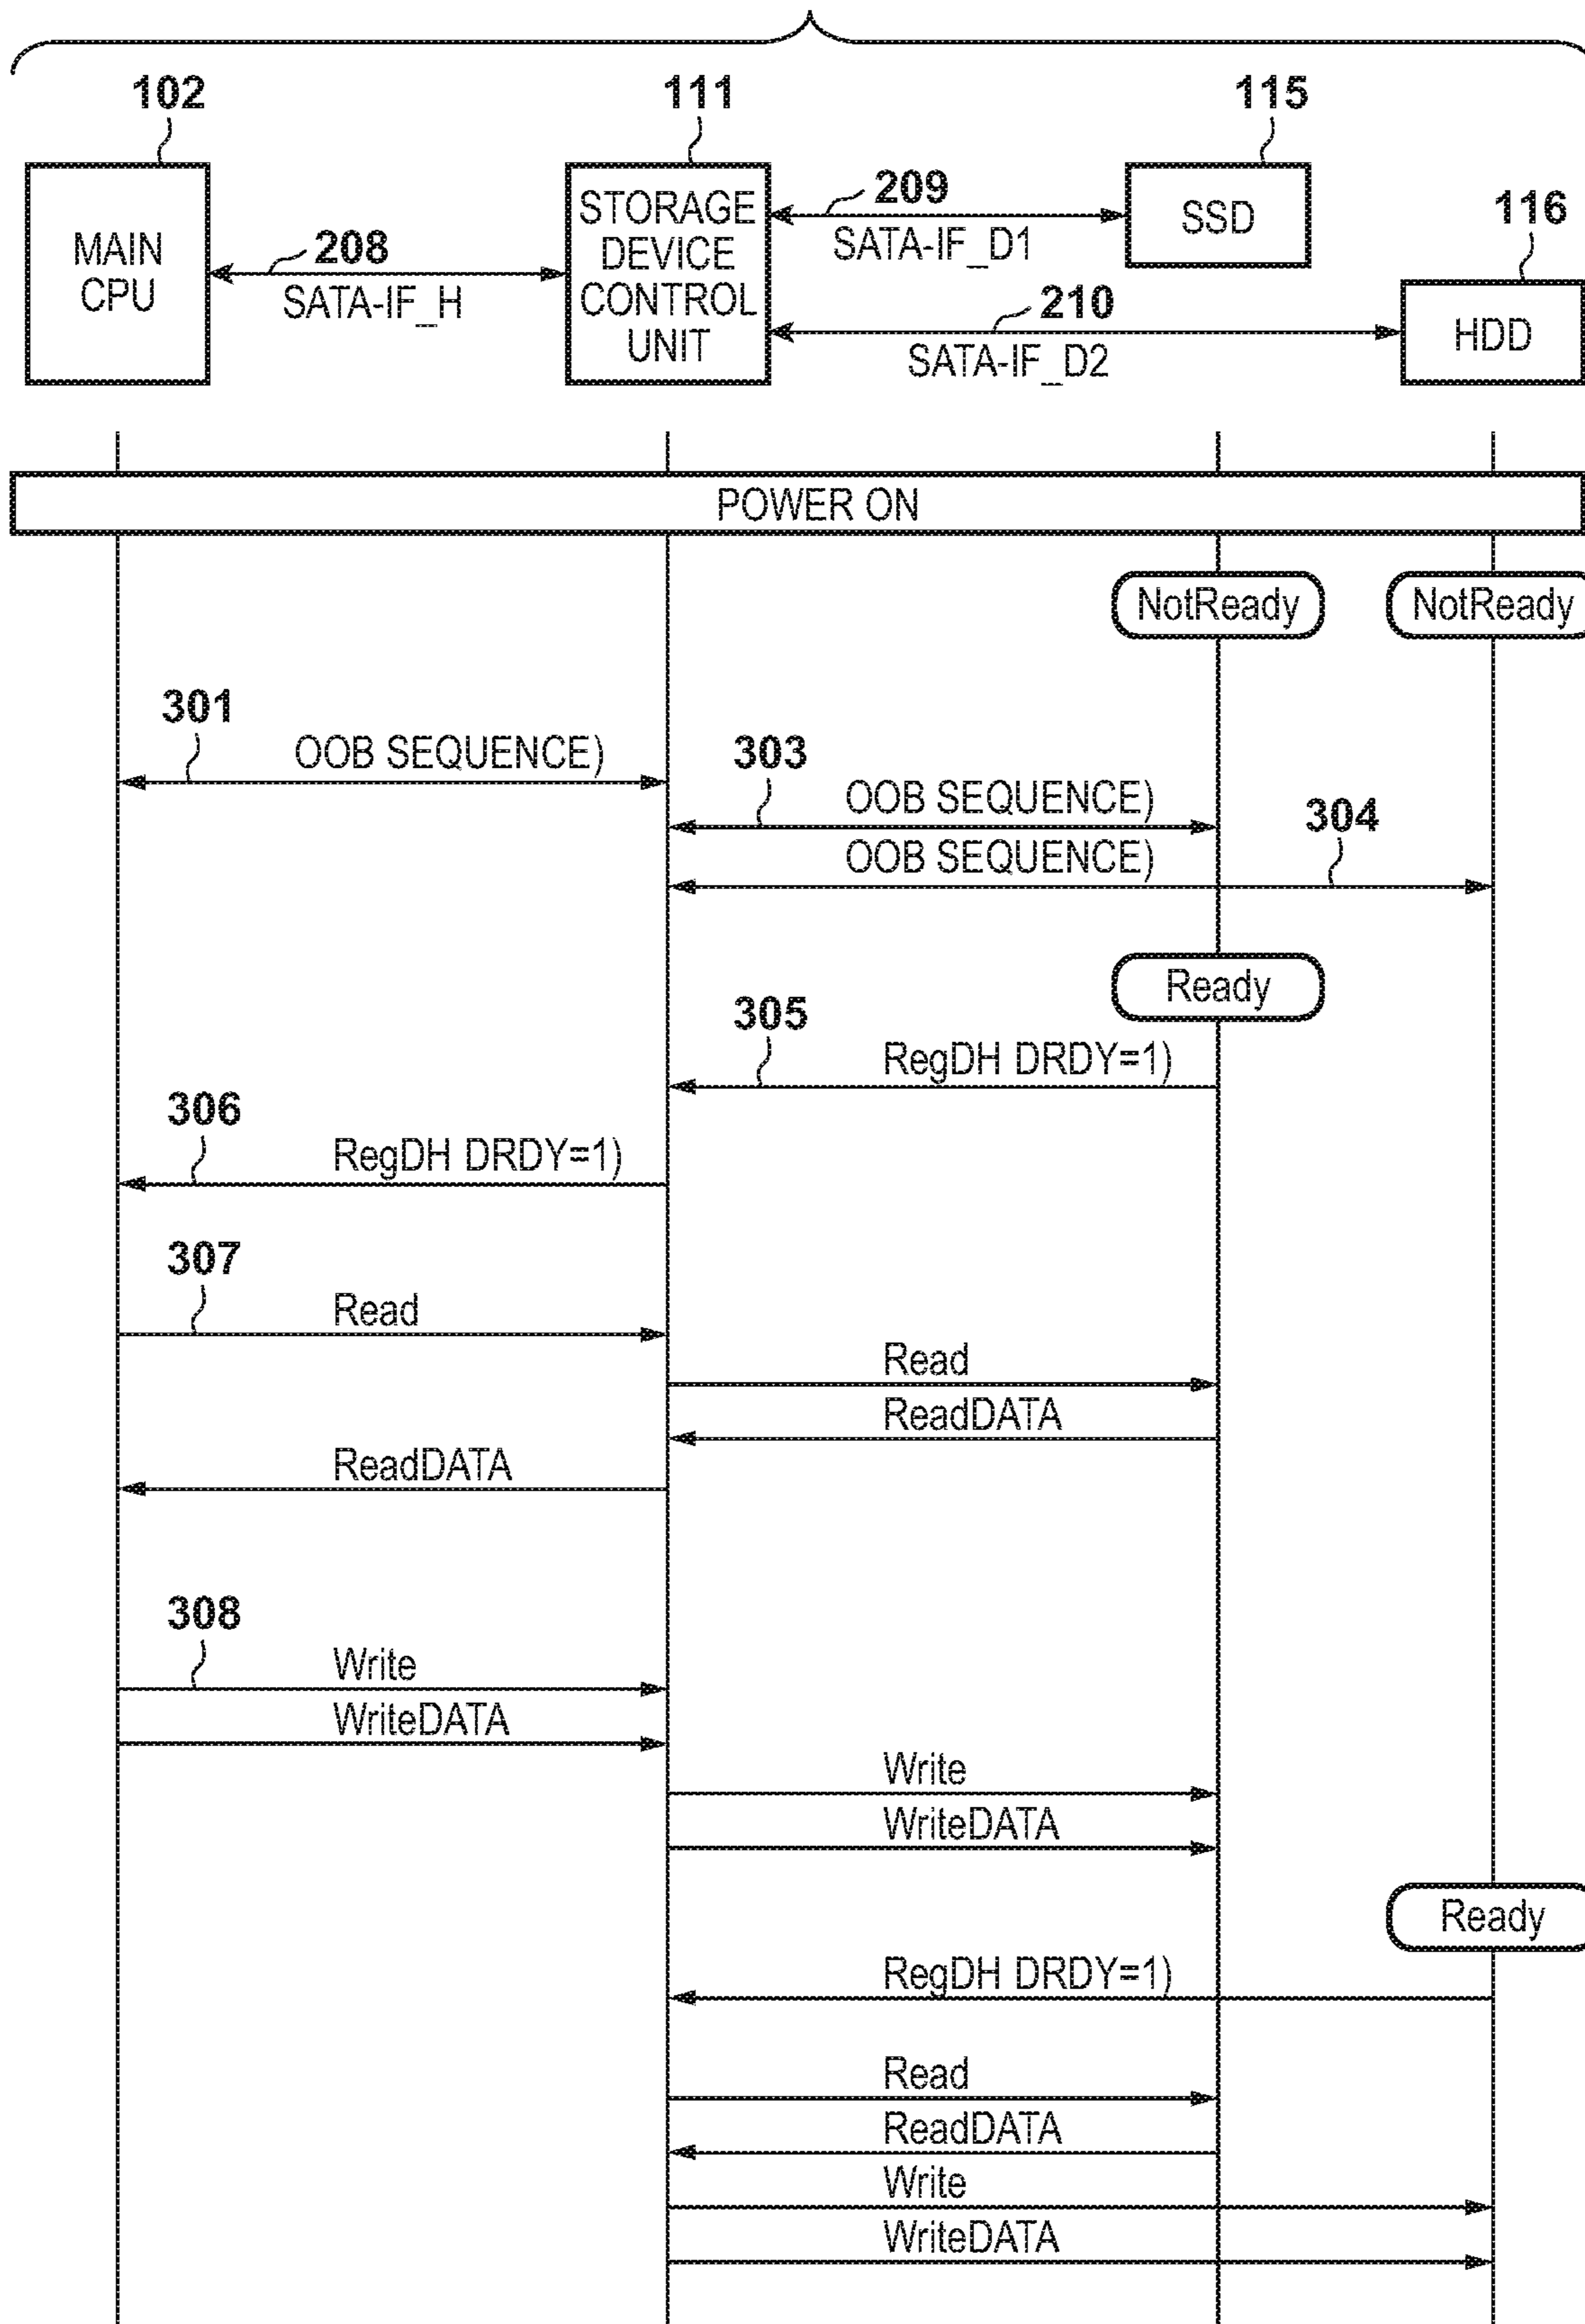 102
111
115
209
116
STORAGE
DEVICE
CONTROL
UNIT
SSD
MAIN
CPU
208
SATA-IF_D1
SATA-IF_H
210
HDD
SATA-IF_D2
POWER ON
NotReady
NotReady
301
OOB SEQUENCE)
303
OOB SEQUENCE)
304
OOB SEQUENCE)
Ready
305
RegDH DRDY=1)
306
RegDH DRDY=1)
307
Read
Read
ReadDATA
ReadDATA
308
Write
WriteDATA
Write
WriteDATA
Ready
RegDH DRDY=1)
Read
ReadDATA
Write
WriteDATA